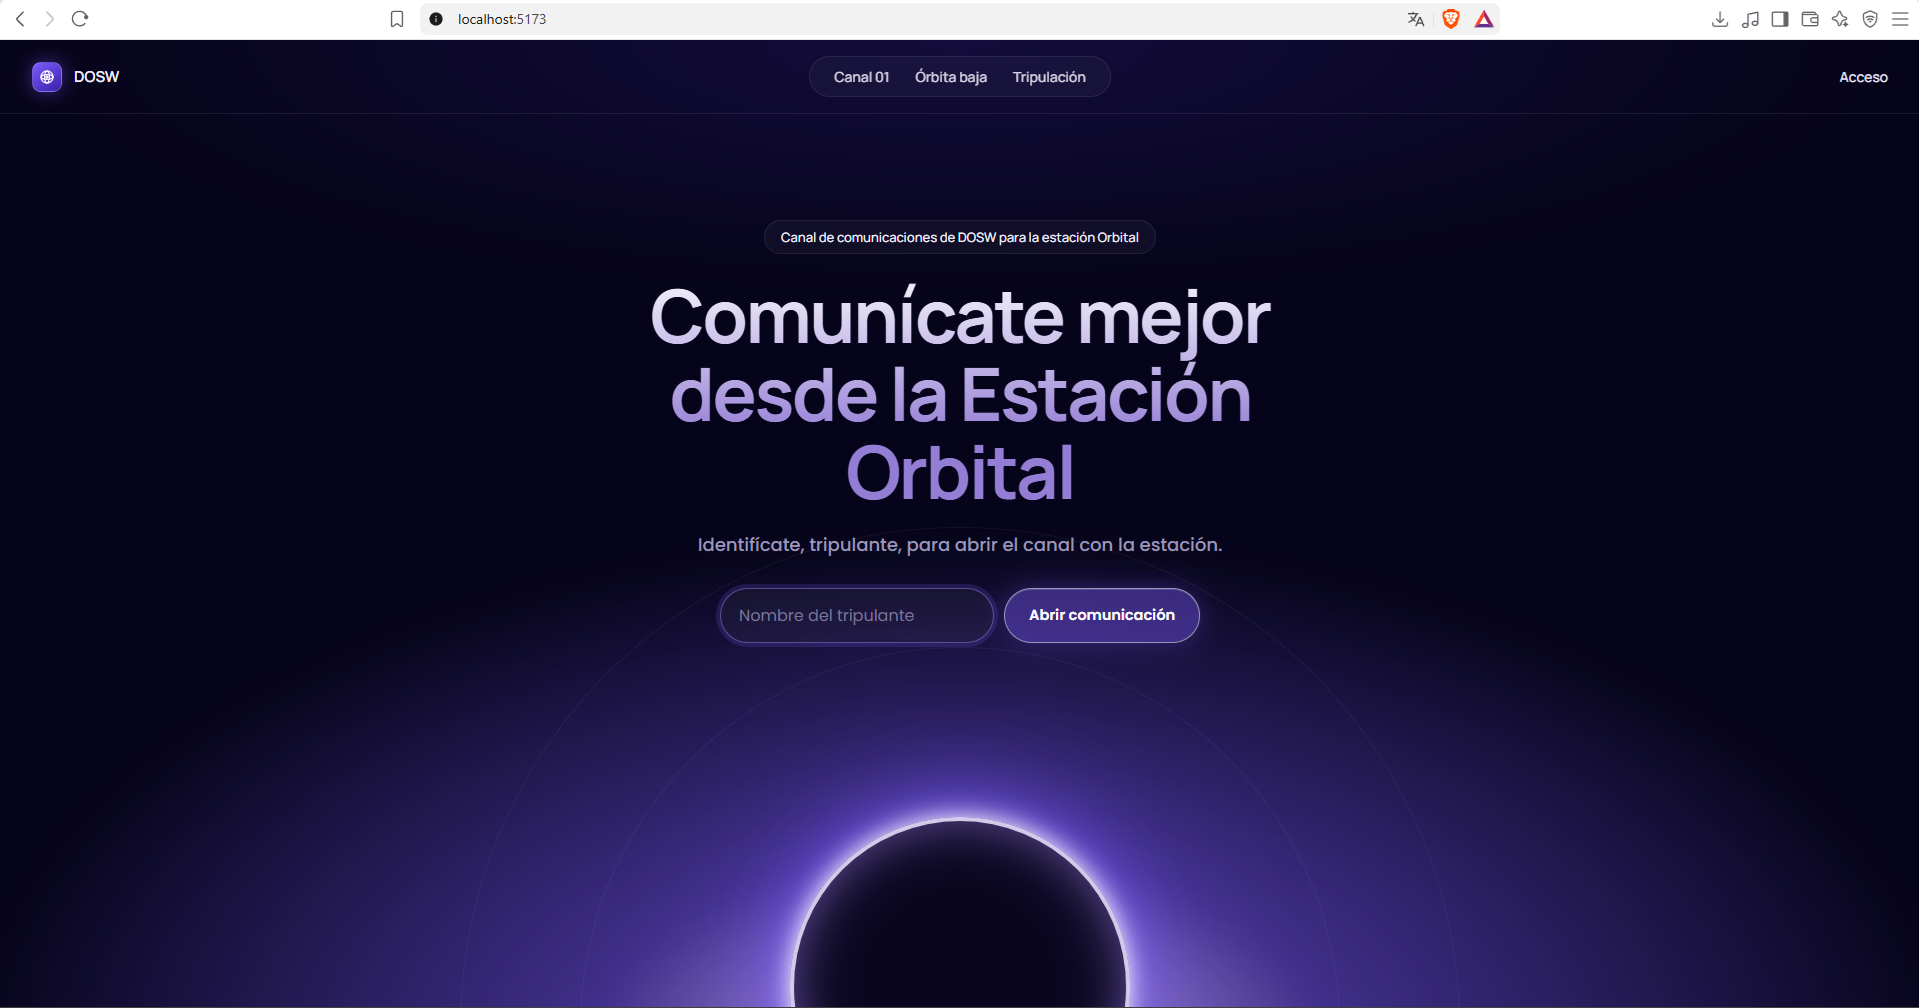 localhost:5173
DOSW
Canal 01
Órbita baja
Tripulación
Acceso
Canal de comunicaciones de DOSW para la estación Orbital
Comunícate mejor
desde la Estación
Orbital
Identifícate, tripulante, para abrir el canal con la estación.
Nombre del tripulante
Abrir comunicación